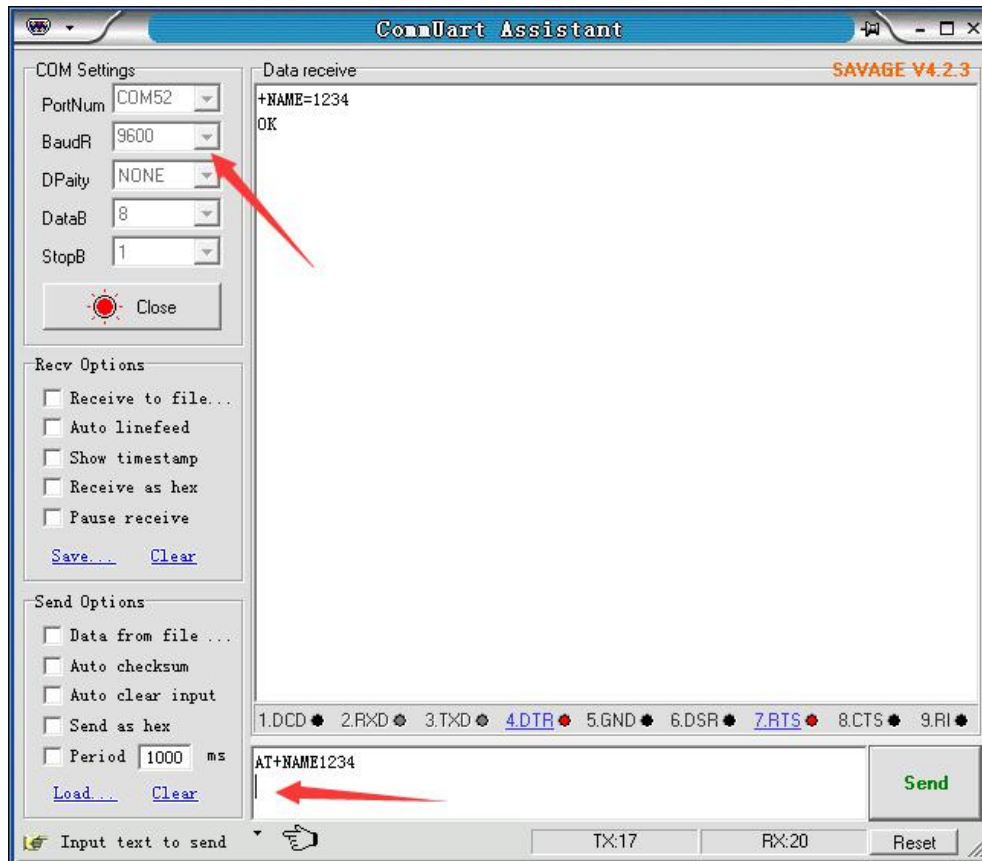 CommUart Assistant
COM Settings
PortNum COM52
BaudR 9600
DPaity NONE
DataB 8
StopB 1
Close
Recv Options
Receive to file...
Auto linefeed
Show timestamp
Receive as hex
Pause receive
Save... Clear
Send Options
Data from file ...
Auto checksum
Auto clear input
Send as hex
Period 1000 ms
Load... Clear
Data receive SAVAGE V4.2.3
+NAME=1234
OK
1.DCD 2.RXD 3.TXD 4.DTR 5.GND 6.DSR 7.RTS 8.CTS 9.RI
AT+NAME1234
Send
Input text to send TX:17 RX:20 Reset